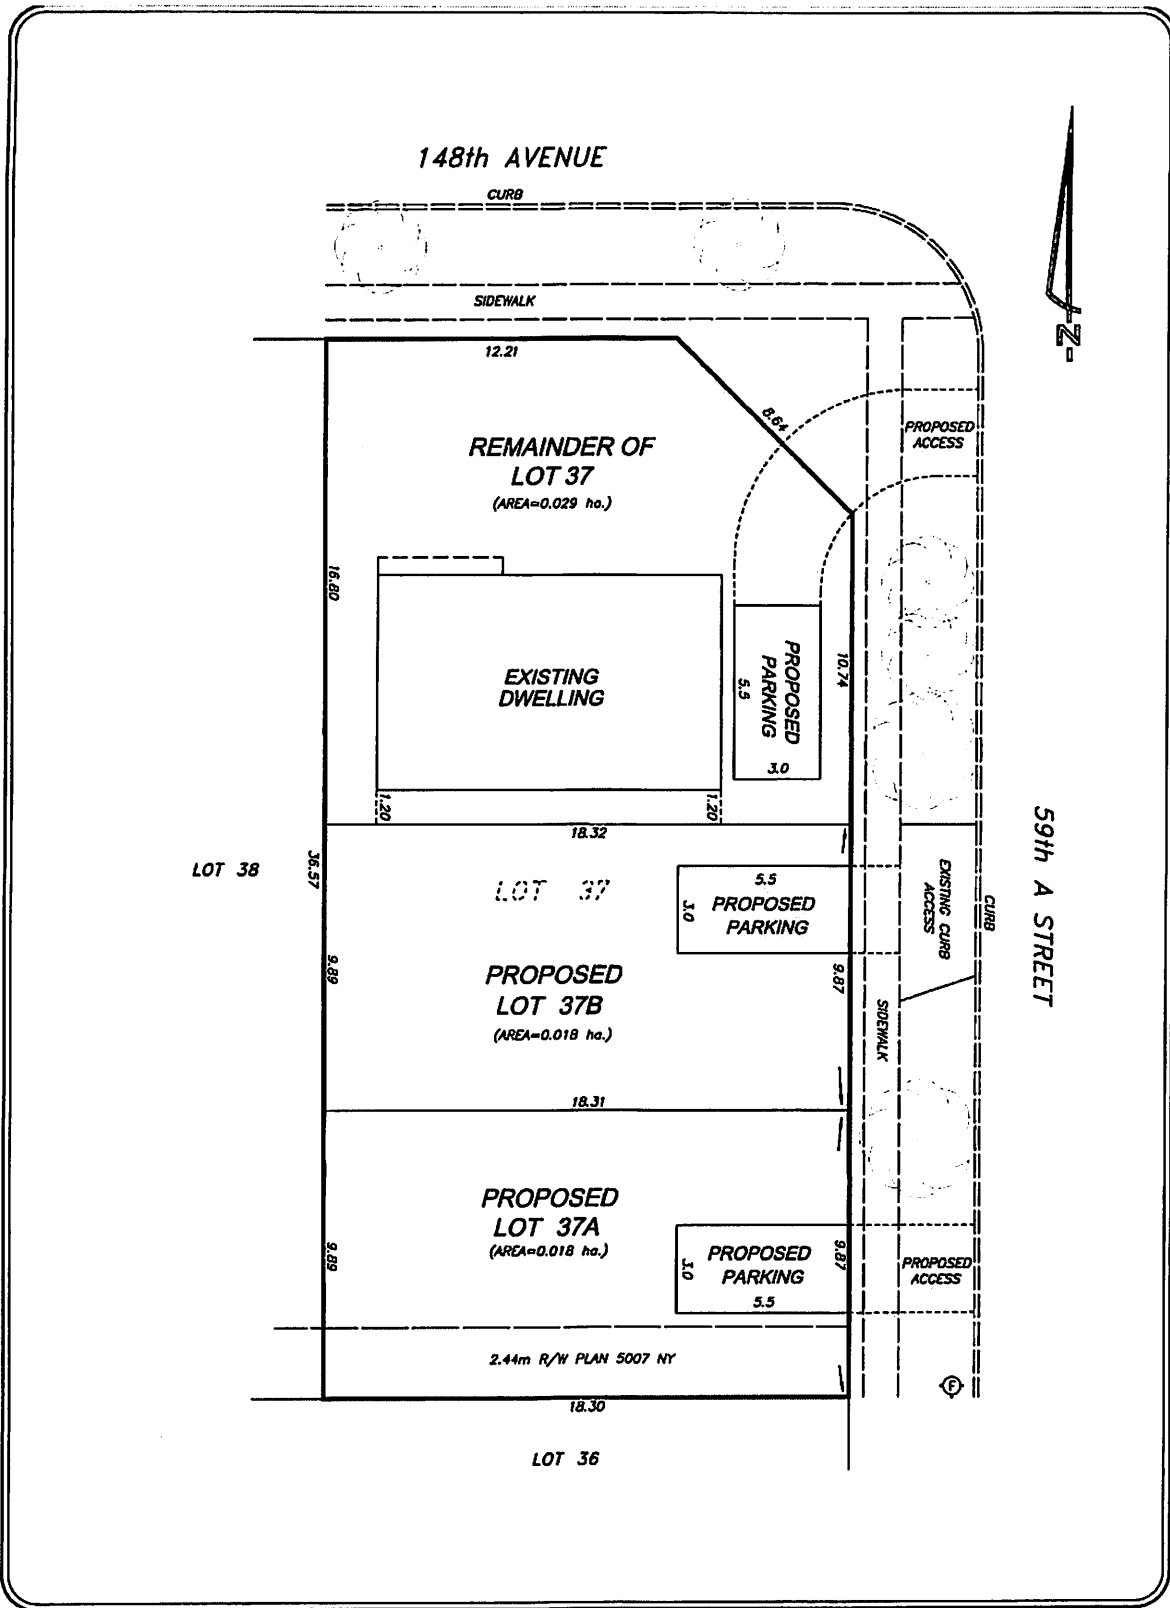 148th AVENUE
CURB
SIDEWALK
12.21
8.64
-Z-
PROPOSED
ACCESS
REMAINDER OF
LOT 37
(AREA=0.029 ha.)
16.80
EXISTING
DWELLING
PROPOSED
PARKING
5.5
3.0
10.74
1.20
1.20
18.32
59th A STREET
LOT 38
36.57
LOT 37
5.5
PROPOSED
PARKING
3.0
EXISTING CURB
ACCESS
CURB
PROPOSED
LOT 37B
(AREA=0.018 ha.)
9.89
9.87
SIDEWALK
18.31
PROPOSED
LOT 37A
(AREA=0.018 ha.)
9.89
PROPOSED
PARKING
3.0
5.5
9.87
PROPOSED
ACCESS
2.44m R/W PLAN 5007 NY
F
18.30
LOT 36